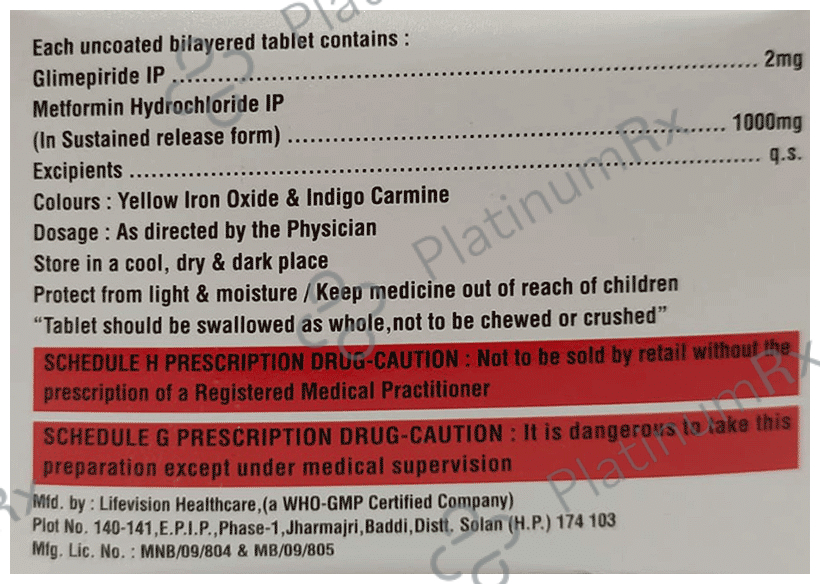 Each uncoated bilayered tablet contains :
Glimepiride IP ........................................................................ 2mg
Metformin Hydrochloride IP
(In Sustained release form) ...................................................... 1000mg
Excipients .............................................................................. q.s.
Colours : Yellow Iron Oxide & Indigo Carmine
Dosage : As directed by the Physician
Store in a cool, dry & dark place
Protect from light & moisture / Keep medicine out of reach of children
“Tablet should be swallowed as whole,not to be chewed or crushed”
SCHEDULE H PRESCRIPTION DRUG-CAUTION : Not to be sold by retail without the
prescription of a Registered Medical Practitioner
SCHEDULE G PRESCRIPTION DRUG-CAUTION : It is dangerous to take this
preparation except under medical supervision
Mfd. by : Lifevision Healthcare,(a WHO-GMP Certified Company)
Plot No. 140-141,E.P.I.P.,Phase-1,Jharmajri,Baddi,Distt. Solan (H.P.) 174 103
Mfg. Lic. No. : MNB/09/804 & MB/09/805
PlatinumRx
PlatinumRx
PlatinumRx
Rx